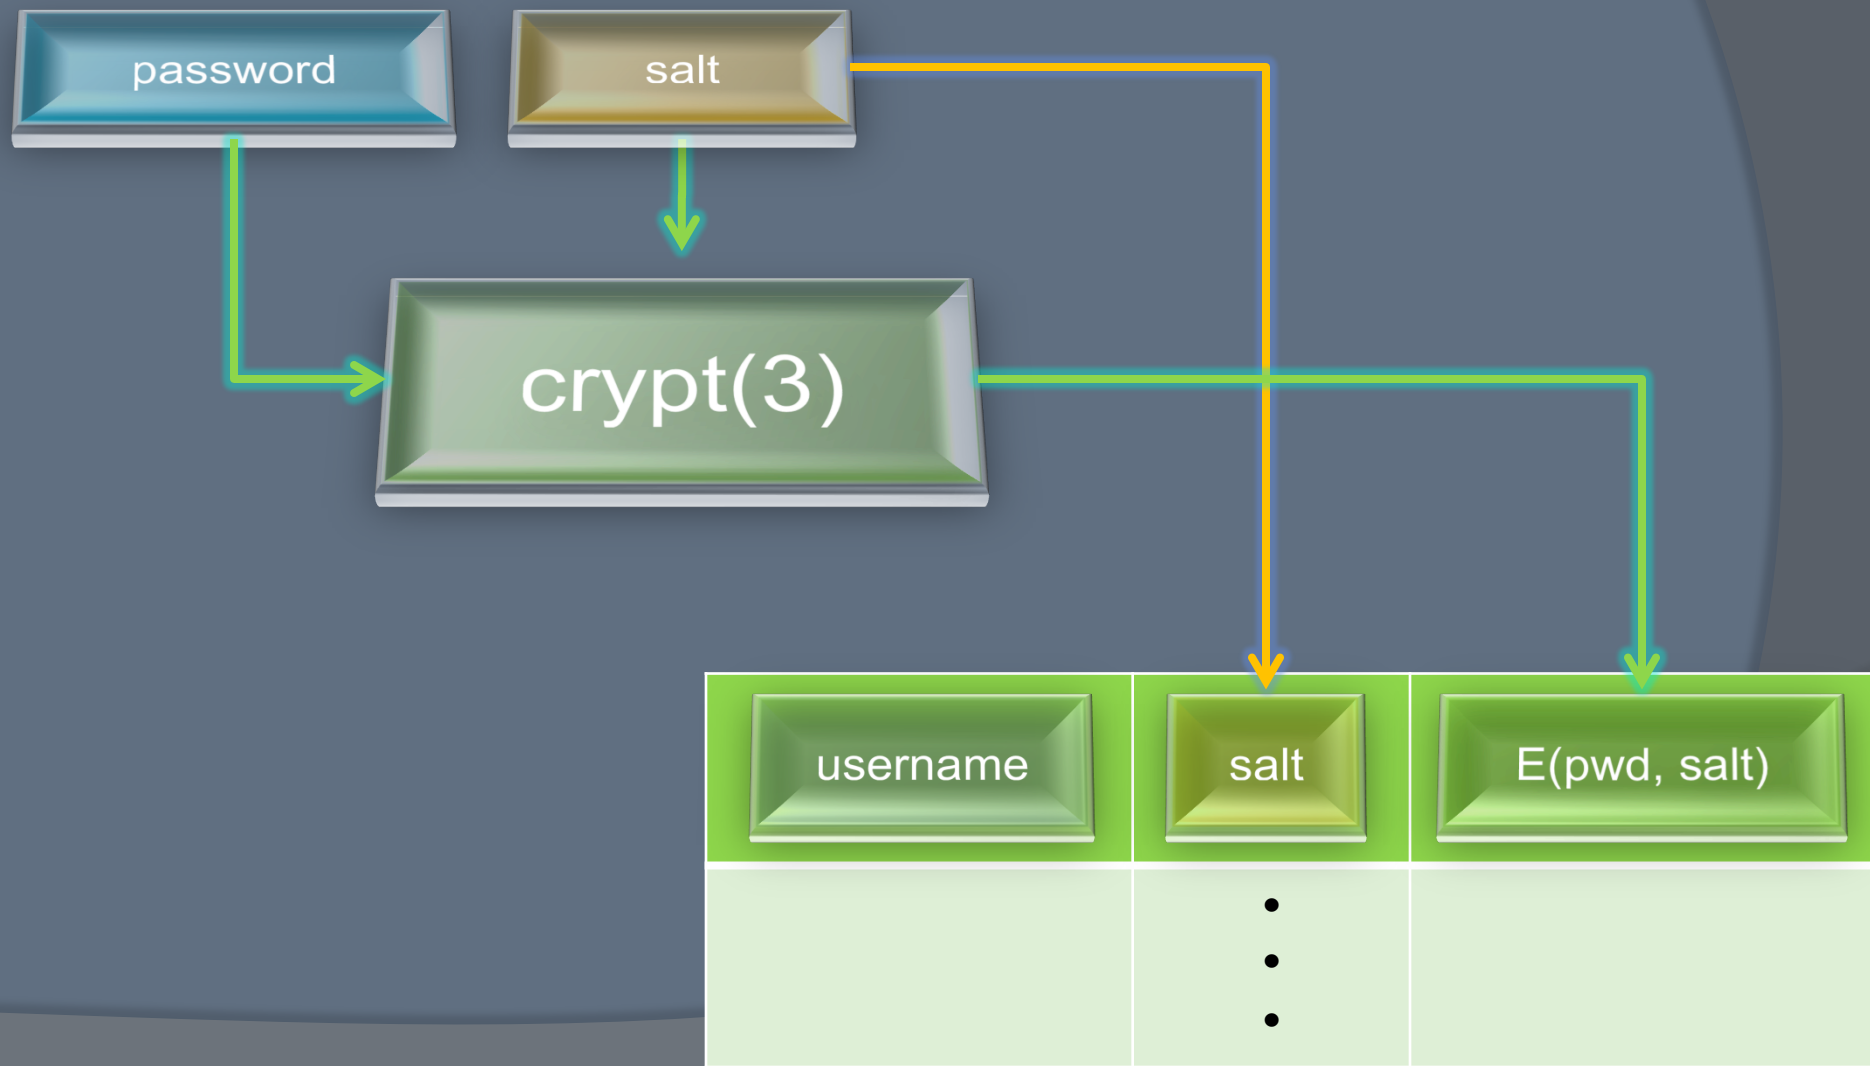 password
salt
crypt(3)
username
salt
E(pwd, salt)